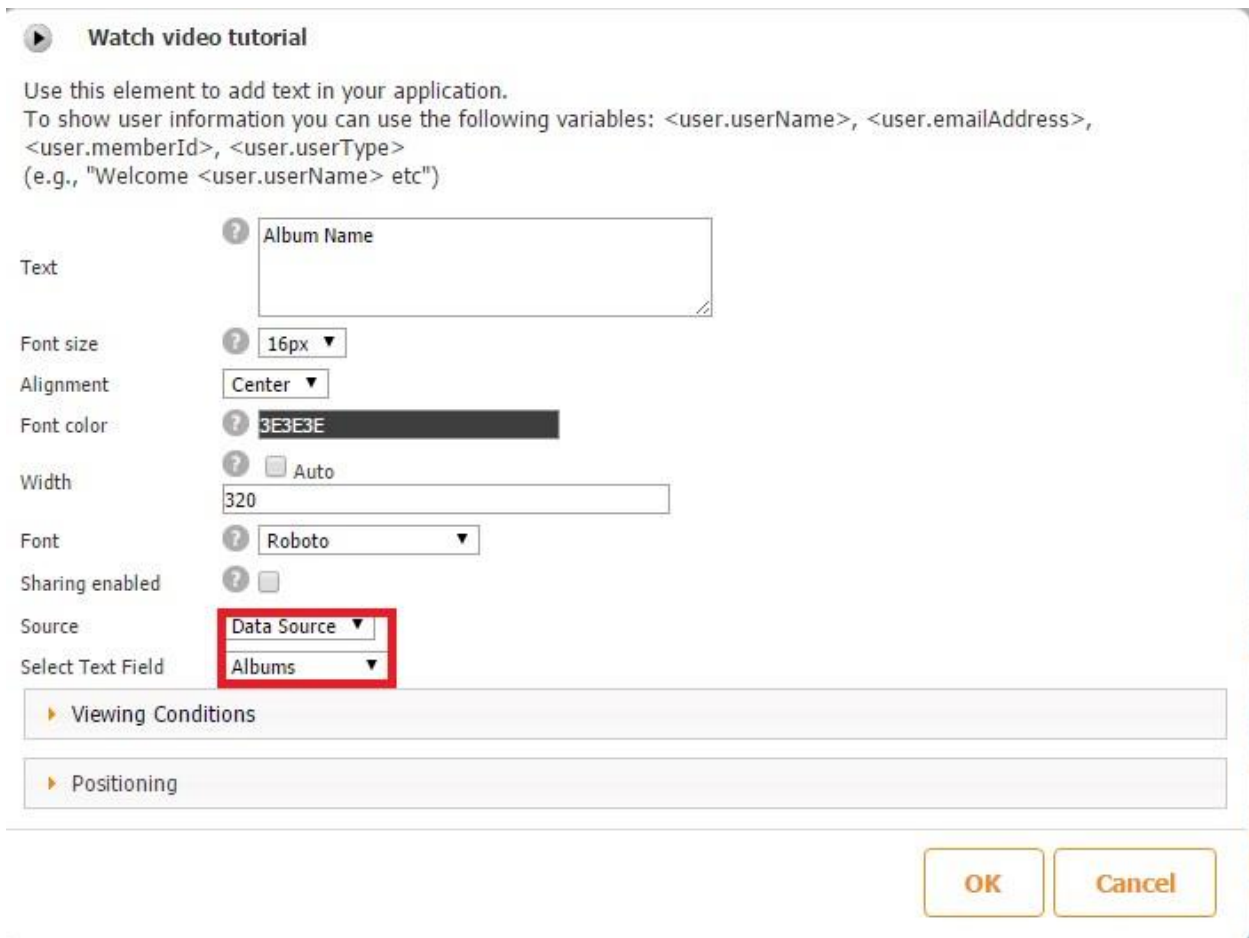 Watch video tutorial
Use this element to add text in your application.
To show user information you can use the following variables: <user.userName>, <user.emailAddress>,
<user.memberId>, <user.userType>
(e.g., "Welcome <user.userName> etc")
Text ? Album Name
Font size ? 16px
Alignment Center
Font color ? 3E3E3E
Width ? Auto
320
Font ? Roboto
Sharing enabled ?
Source Data Source
Select Text Field Albums
Viewing Conditions
Positioning
OK Cancel